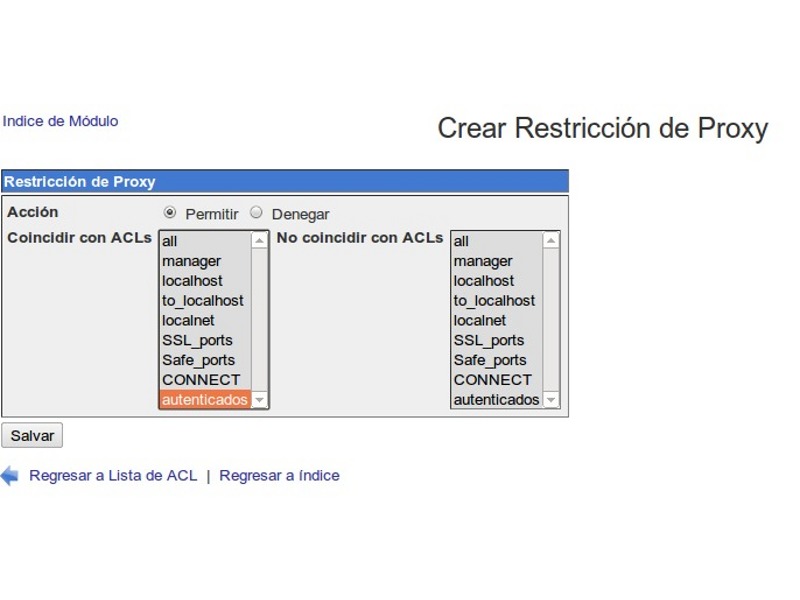 Indice de Módulo
Crear Restricción de Proxy
Restricción de Proxy
Acción Permitir Denegar
Coincidir con ACLs
all
manager
localhost
to_localhost
localnet
SSL_ports
Safe_ports
CONNECT
autenticados
No coincidir con ACLs
all
manager
localhost
to_localhost
localnet
SSL_ports
Safe_ports
CONNECT
autenticados
Salvar
Regresar a Lista de ACL | Regresar a índice